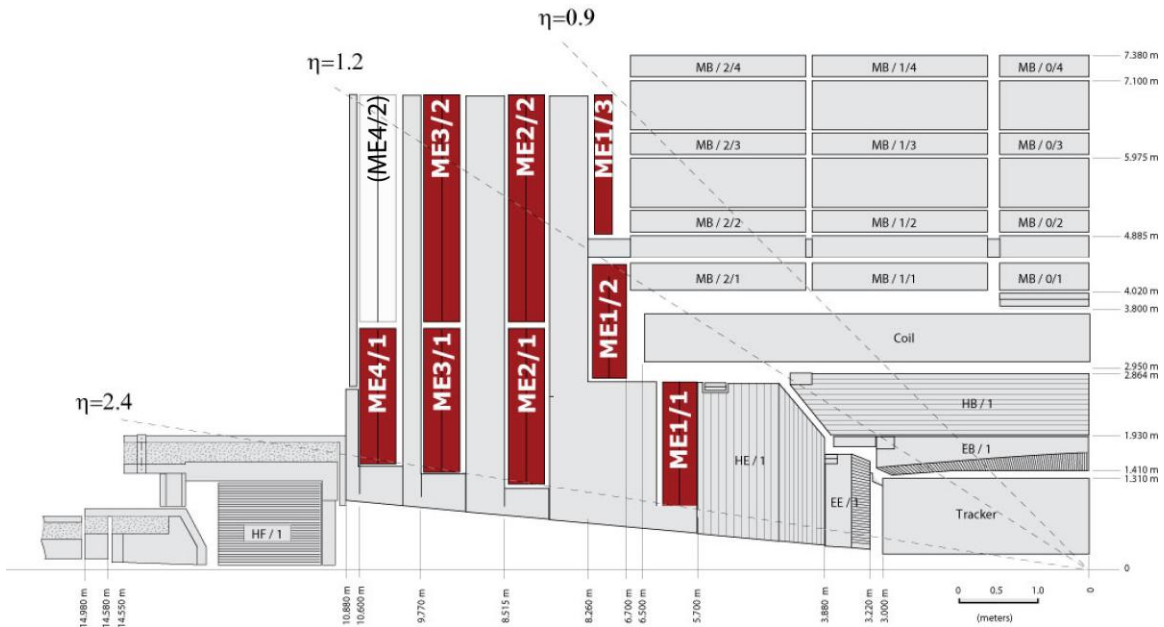 η=0.9
η=1.2
η=2.4
(ME4/2)
ME3/2
ME2/2
ME1/3
ME4/1
ME3/1
ME2/1
ME1/2
ME1/1
MB / 2/4
MB / 1/4
MB / 0/4
MB / 2/3
MB / 1/3
MB / 0/3
MB / 2/2
MB / 1/2
MB / 0/2
MB / 2/1
MB / 1/1
MB / 0/1
Coil
HB / 1
EB / 1
HE / 1
EE / 1
Tracker
HF / 1
7.380 m
7.100 m
5.975 m
4.885 m
4.020 m
3.800 m
2.950 m
2.864 m
1.930 m
1.410 m
1.310 m
0
14.980 m
14.580 m
14.550 m
10.880 m
10.600 m
9.770 m
8.515 m
8.260 m
6.700 m
6.500 m
5.700 m
3.880 m
3.220 m
3.000 m
0
0 0.5 1.0
(meters)